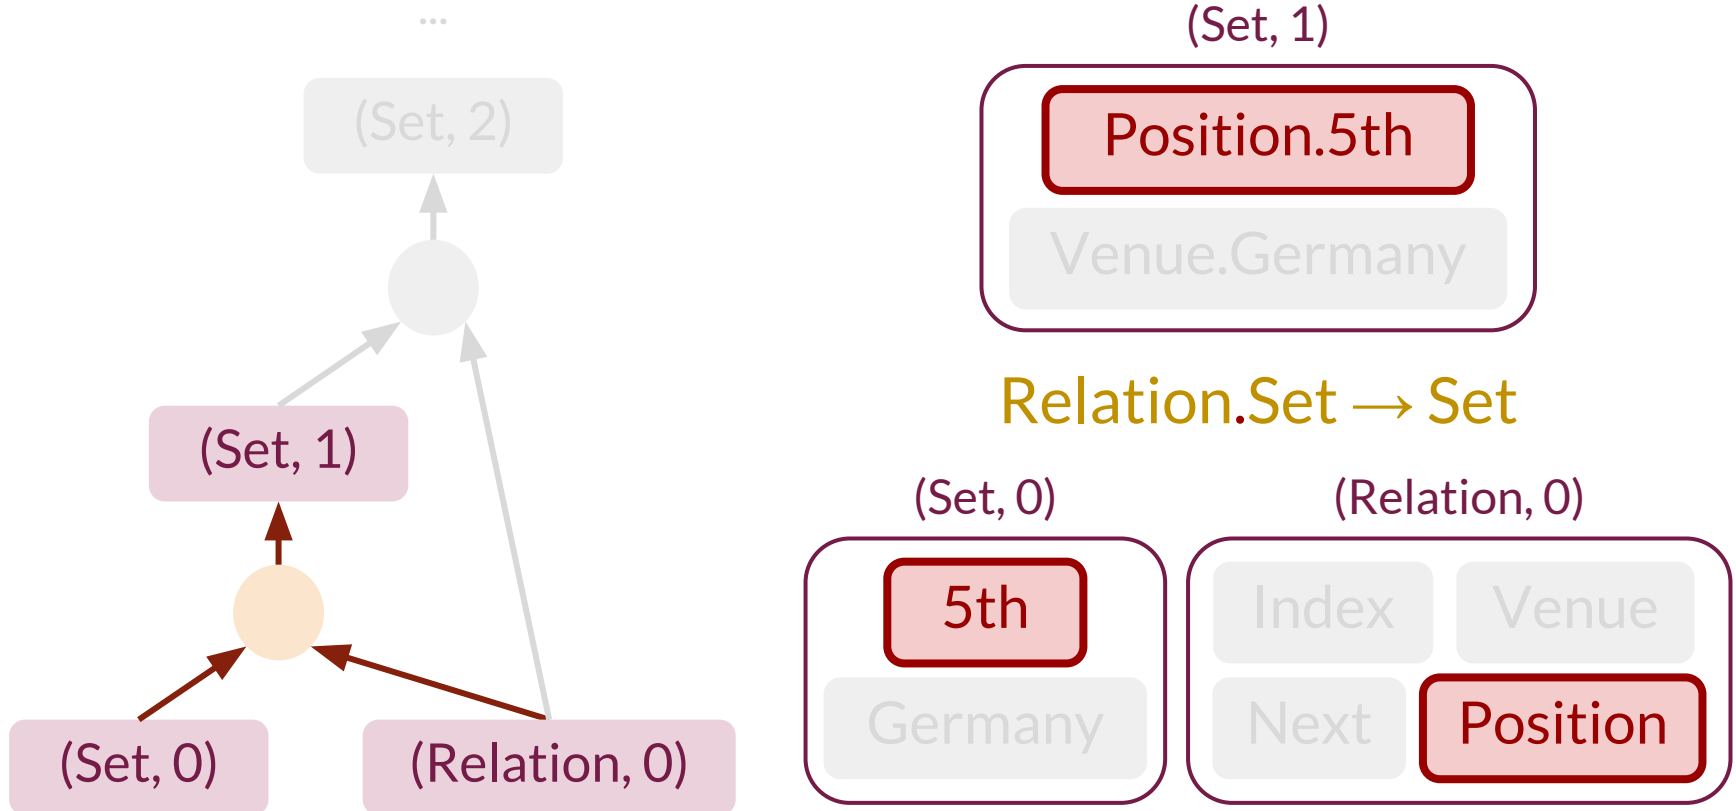 ...
(Set, 2)
(Set, 1)
(Set, 0)
(Relation, 0)
(Set, 1)
Position.5th
Venue.Germany
Relation.Set → Set
(Set, 0)
5th
Germany
(Relation, 0)
Index Venue
Next Position